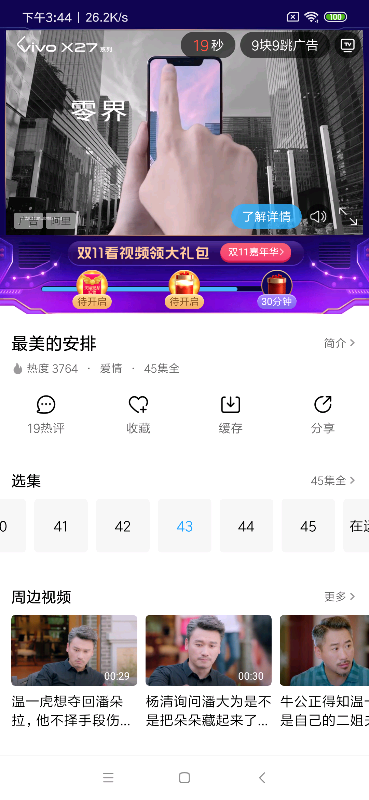 下午3:44 | 26.2K/s
100
vivo X27 系列
19秒
9块9跳广告
TV
零界
广告
阿里
了解详情
双11看视频领大礼包
双11嘉年华>
待开启
待开启
30分钟
最美的安排
简介 >
热度 3764 · 爱情 · 45集全
19热评
收藏
缓存
分享
选集
45集全 >
0
41
42
43
44
45
在
周边视频
更多 >
00:29
00:30
温一虎想夺回潘朵
拉，他不择手段伤...
杨清询问潘大为是不
是把朵朵藏起来了...
牛公正得知温一
是自己的二姐